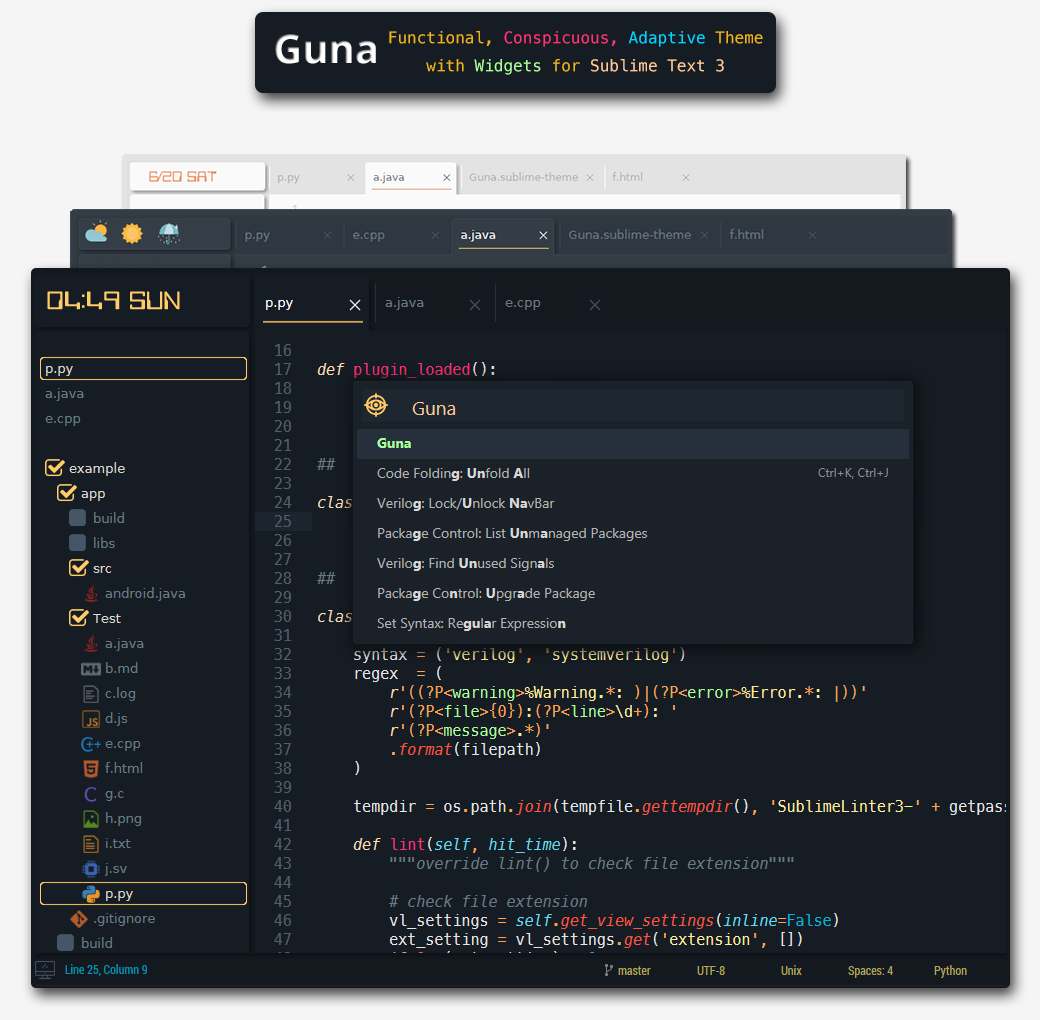 Guna
Functional, Conspicuous, Adaptive Theme
with Widgets for Sublime Text 3
6/20 SAT
p.py
a.java
Guna.sublime-theme
f.html
p.py
e.cpp
a.java
Guna.sublime-theme
f.html
04:49 SUN
p.py
a.java
e.cpp
p.py
a.java
e.cpp
example
app
build
libs
src
android.java
Test
a.java
b.md
c.log
d.js
e.cpp
f.html
g.c
h.png
i.txt
j.sv
p.py
.gitignore
build
16
17 def plugin_loaded():
18
19
20
21
22 ##
23
24 clas
25
26
27
28 ##
29
30 clas
31
32 syntax = ('verilog', 'systemverilog')
33 regex  = (
34 r'((?P<warning>%Warning.*: )|(?P<error>%Error.*: |))'
35 r'(?P<file>{0}):(?P<line>\d+): '
36 r'(?P<message>.*)'
37 .format(filepath)
38 )
39
40 tempdir = os.path.join(tempfile.gettempdir(), 'SublimeLinter3-' + getpass
41
42 def lint(self, hit_time):
43 """override lint() to check file extension"""
44
45 # check file extension
46 vl_settings = self.get_view_settings(inline=False)
47 ext_setting = vl_settings.get('extension', [])
Guna
Guna
Code Folding: Unfold All Ctrl+K, Ctrl+J
Verilog: Lock/Unlock NavBar
Package Control: List Unmanaged Packages
Verilog: Find Unused Signals
Package Control: Upgrade Package
Set Syntax: Regular Expression
Line 25, Column 9
master
UTF-8
Unix
Spaces: 4
Python